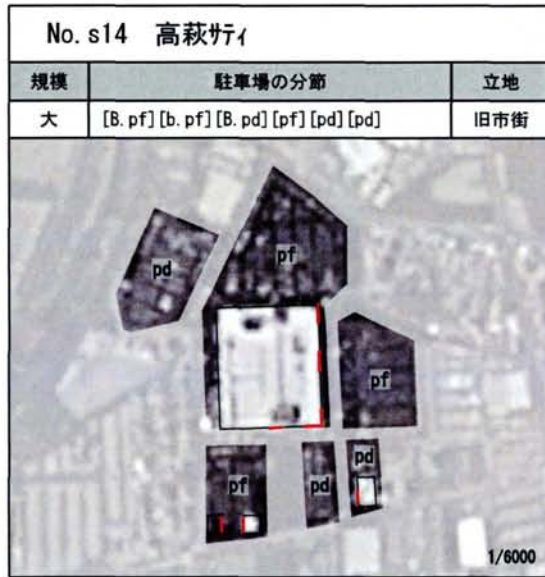 No. s14 高萩サティ
規模 駐車場の分節 立地
大 [B. pf] [b. pf] [B. pd] [pf] [pd] [pd] 旧市街
pd
pf
pf
pf
pd
pd
1/6000